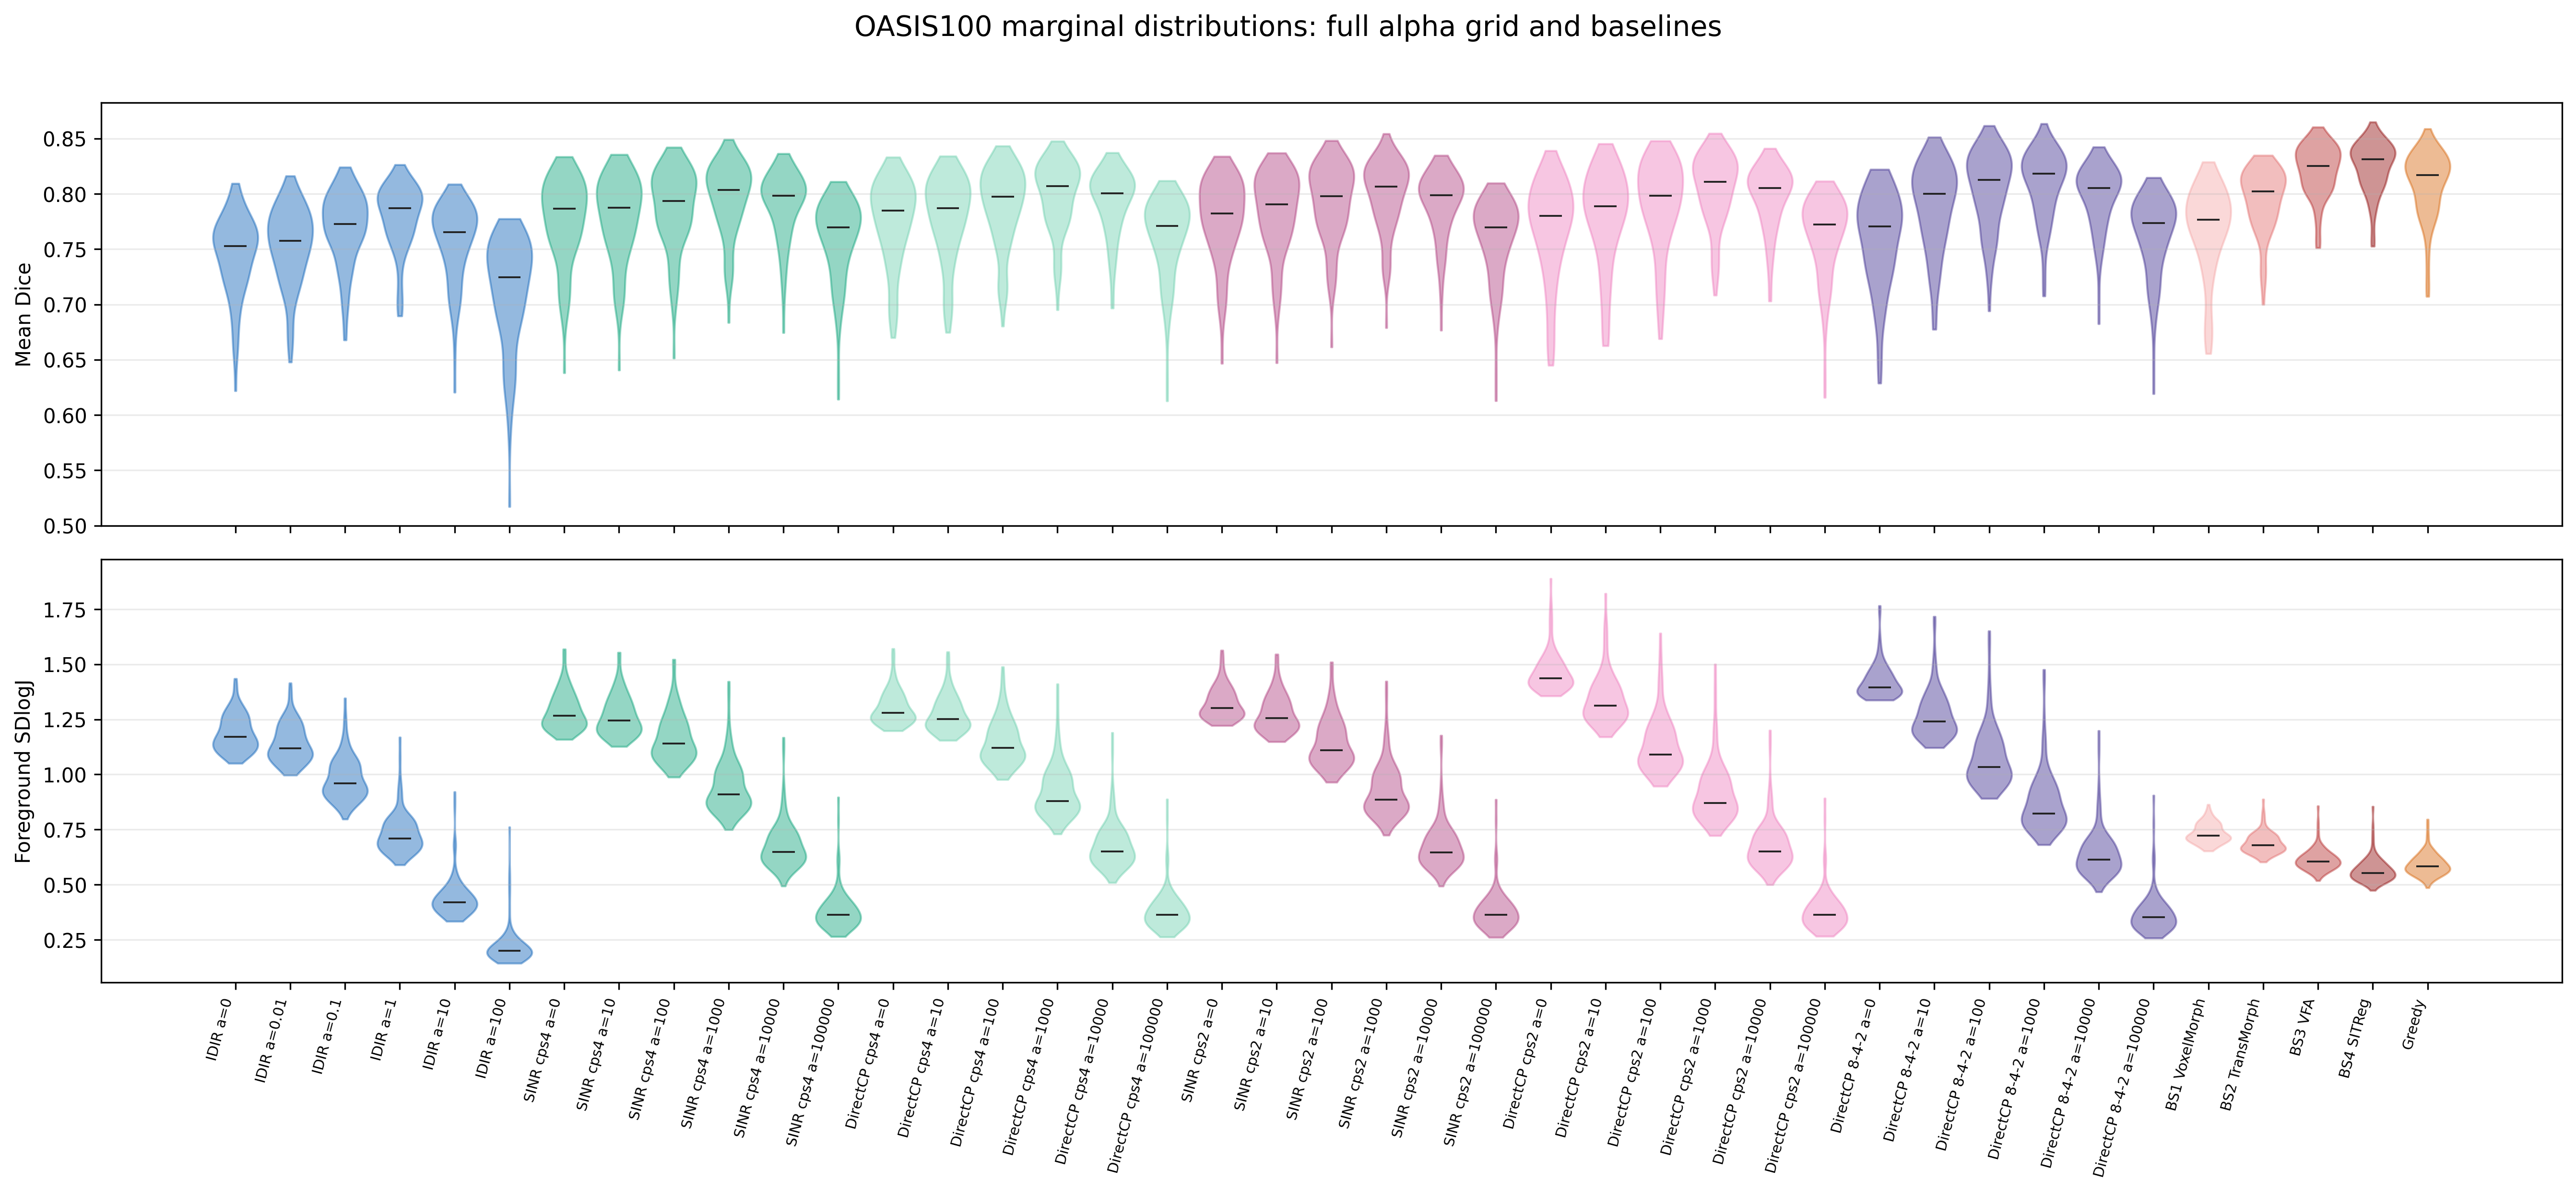 OASIS100 marginal distributions: full alpha grid and baselines
Mean Dice
0.85
0.80
0.75
0.70
0.65
0.60
0.55
0.50
Foreground SDlogJ
1.75
1.50
1.25
1.00
0.75
0.50
0.25
IDIR a=0
IDIR a=0.01
IDIR a=0.1
IDIR a=1
IDIR a=10
IDIR a=100
SINR cps4 a=0
SINR cps4 a=10
SINR cps4 a=100
SINR cps4 a=1000
SINR cps4 a=10000
SINR cps4 a=100000
DirectCP cps4 a=0
DirectCP cps4 a=10
DirectCP cps4 a=100
DirectCP cps4 a=1000
DirectCP cps4 a=10000
DirectCP cps4 a=100000
SINR cps2 a=0
SINR cps2 a=10
SINR cps2 a=100
SINR cps2 a=1000
SINR cps2 a=10000
SINR cps2 a=100000
DirectCP cps2 a=0
DirectCP cps2 a=10
DirectCP cps2 a=100
DirectCP cps2 a=1000
DirectCP cps2 a=10000
DirectCP cps2 a=100000
DirectCP 8-4-2 a=0
DirectCP 8-4-2 a=10
DirectCP 8-4-2 a=100
DirectCP 8-4-2 a=1000
DirectCP 8-4-2 a=10000
DirectCP 8-4-2 a=100000
BS1 VoxelMorph
BS2 TransMorph
BS3 VFA
BS4 SITReg
Greedy